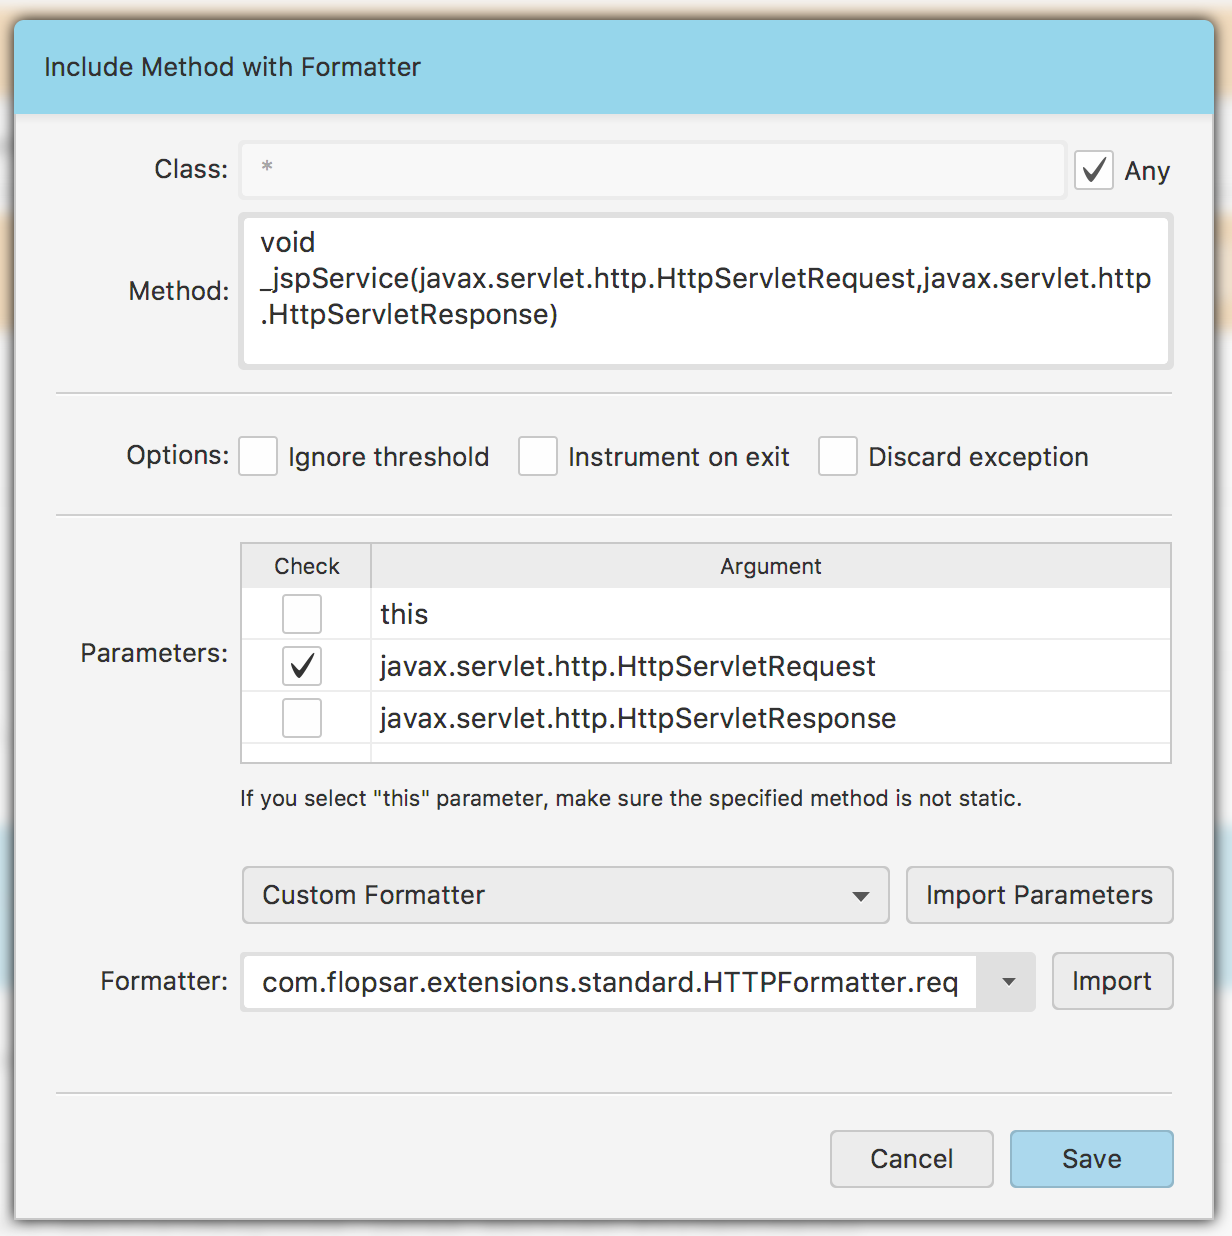 Include Method with Formatter
Class: * Any
Method: void
_jspService(javax.servlet.http.HttpServletRequest,javax.servlet.http
.HttpServletResponse)
Options: Ignore threshold Instrument on exit Discard exception
Parameters:
Check Argument
this
javax.servlet.http.HttpServletRequest
javax.servlet.http.HttpServletResponse
If you select "this" parameter, make sure the specified method is not static.
Custom Formatter Import Parameters
Formatter: com.flopsar.extensions.standard.HTTPFormatter.req Import
Cancel Save